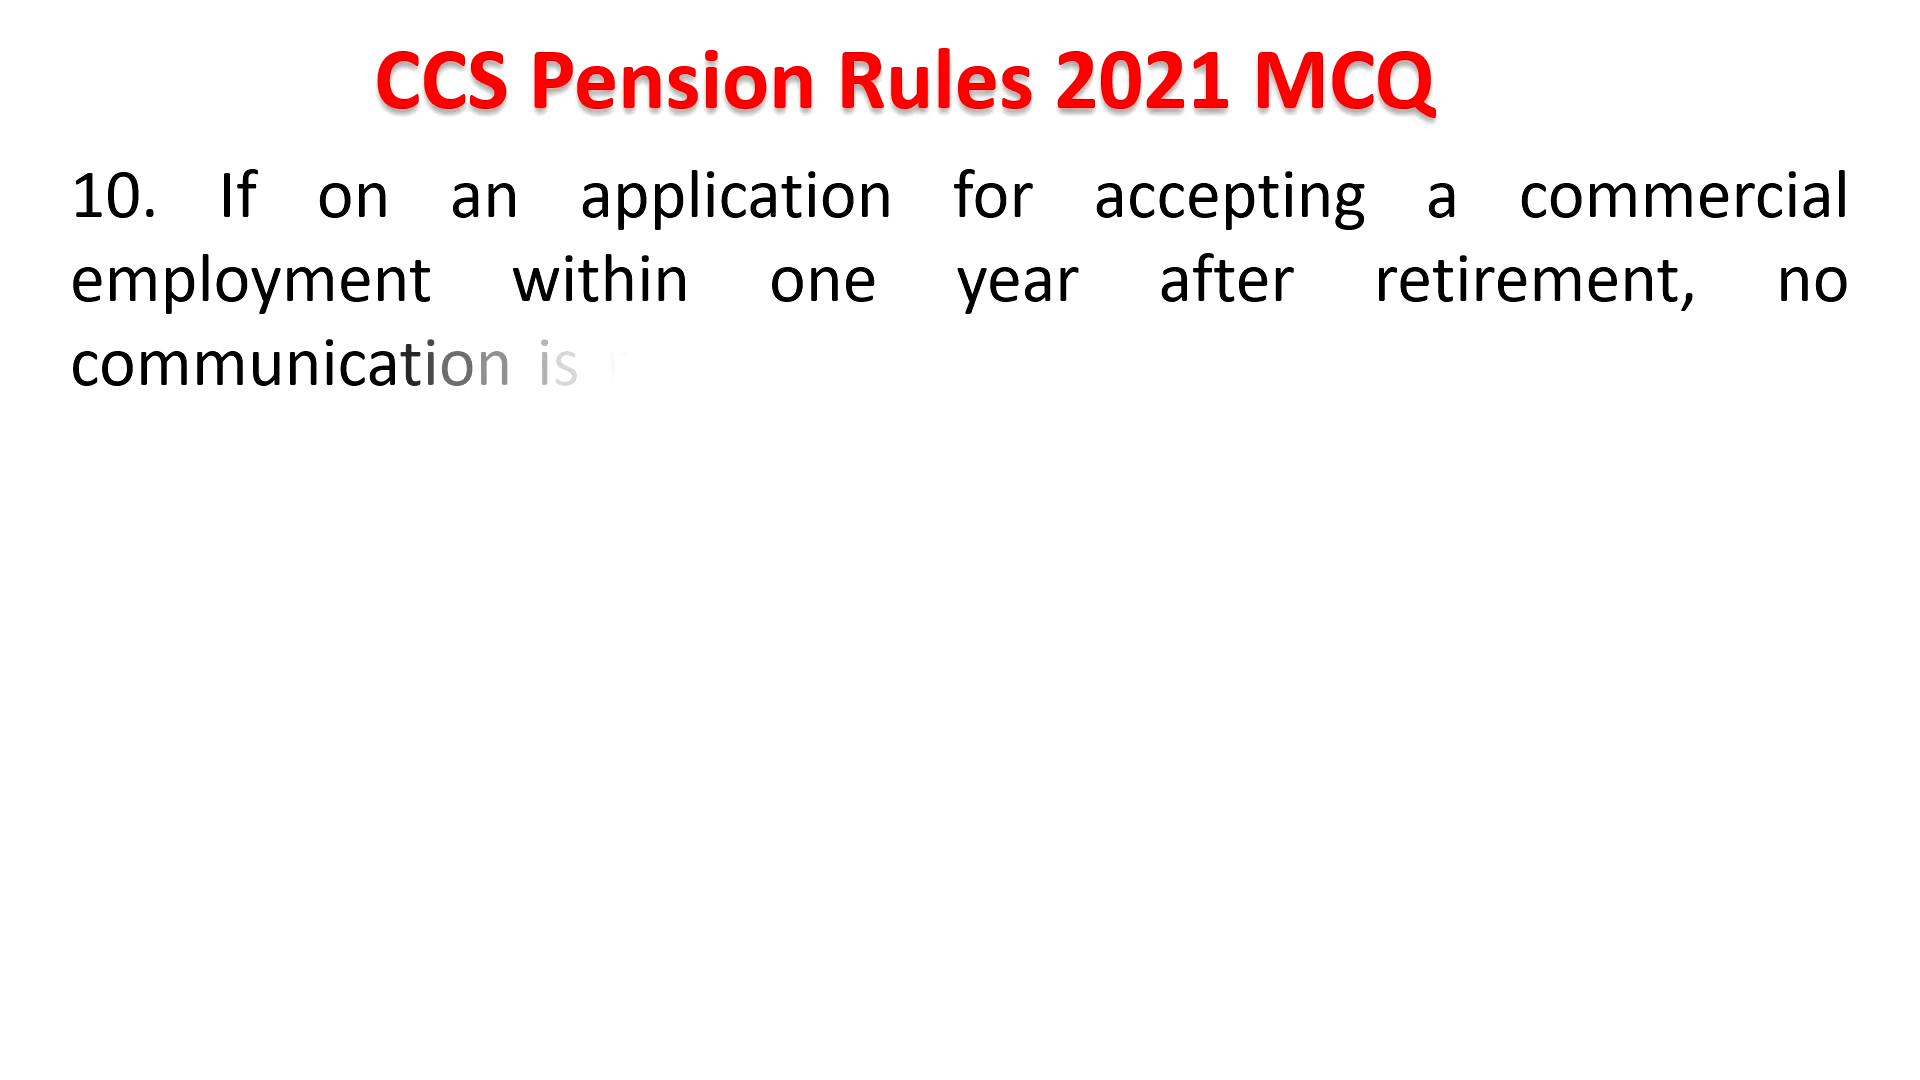 CCS Pension Rules 2021 MCQ
10. If on an application for accepting a commercial
employment within one year after retirement, no
communication is